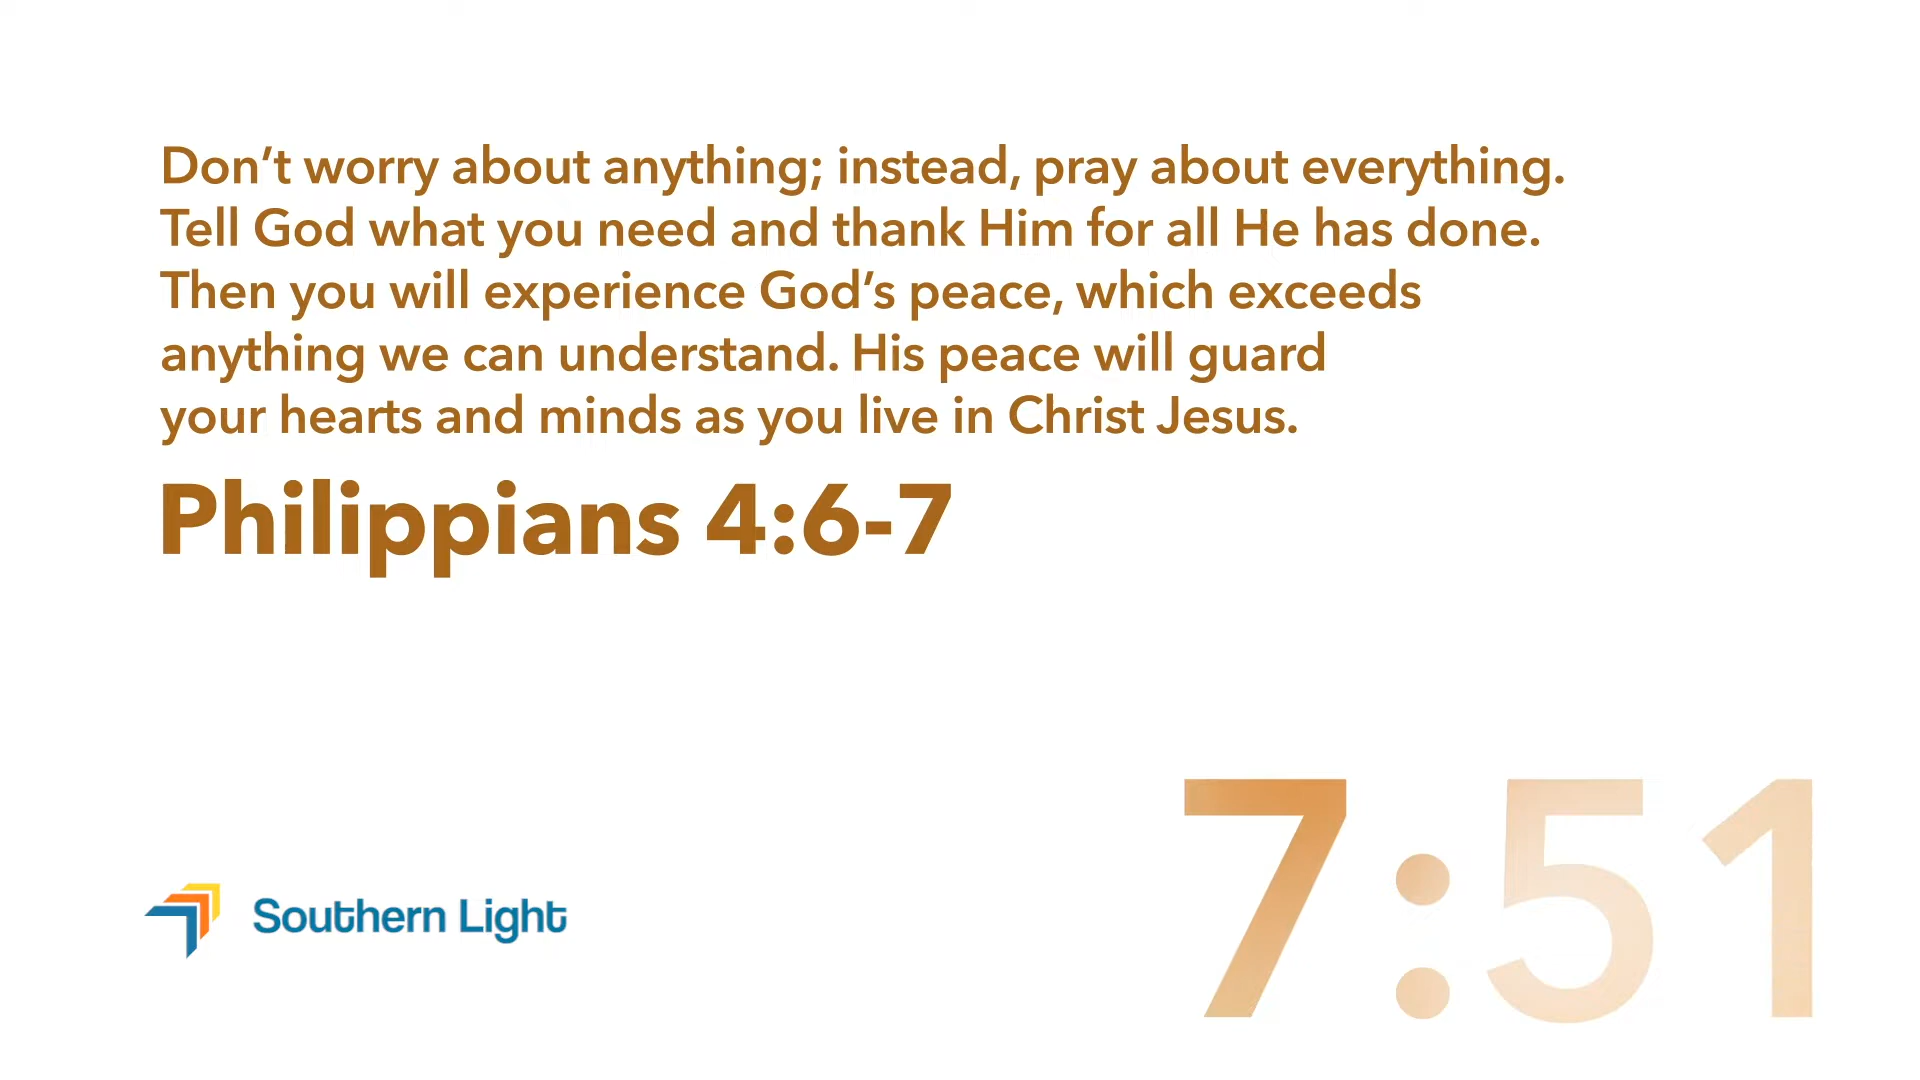 Don’t worry about anything; instead, pray about everything.
Tell God what you need and thank Him for all He has done.
Then you will experience God’s peace, which exceeds
anything we can understand. His peace will guard
your hearts and minds as you live in Christ Jesus.
Philippians 4:6-7
7:51
Southern Light